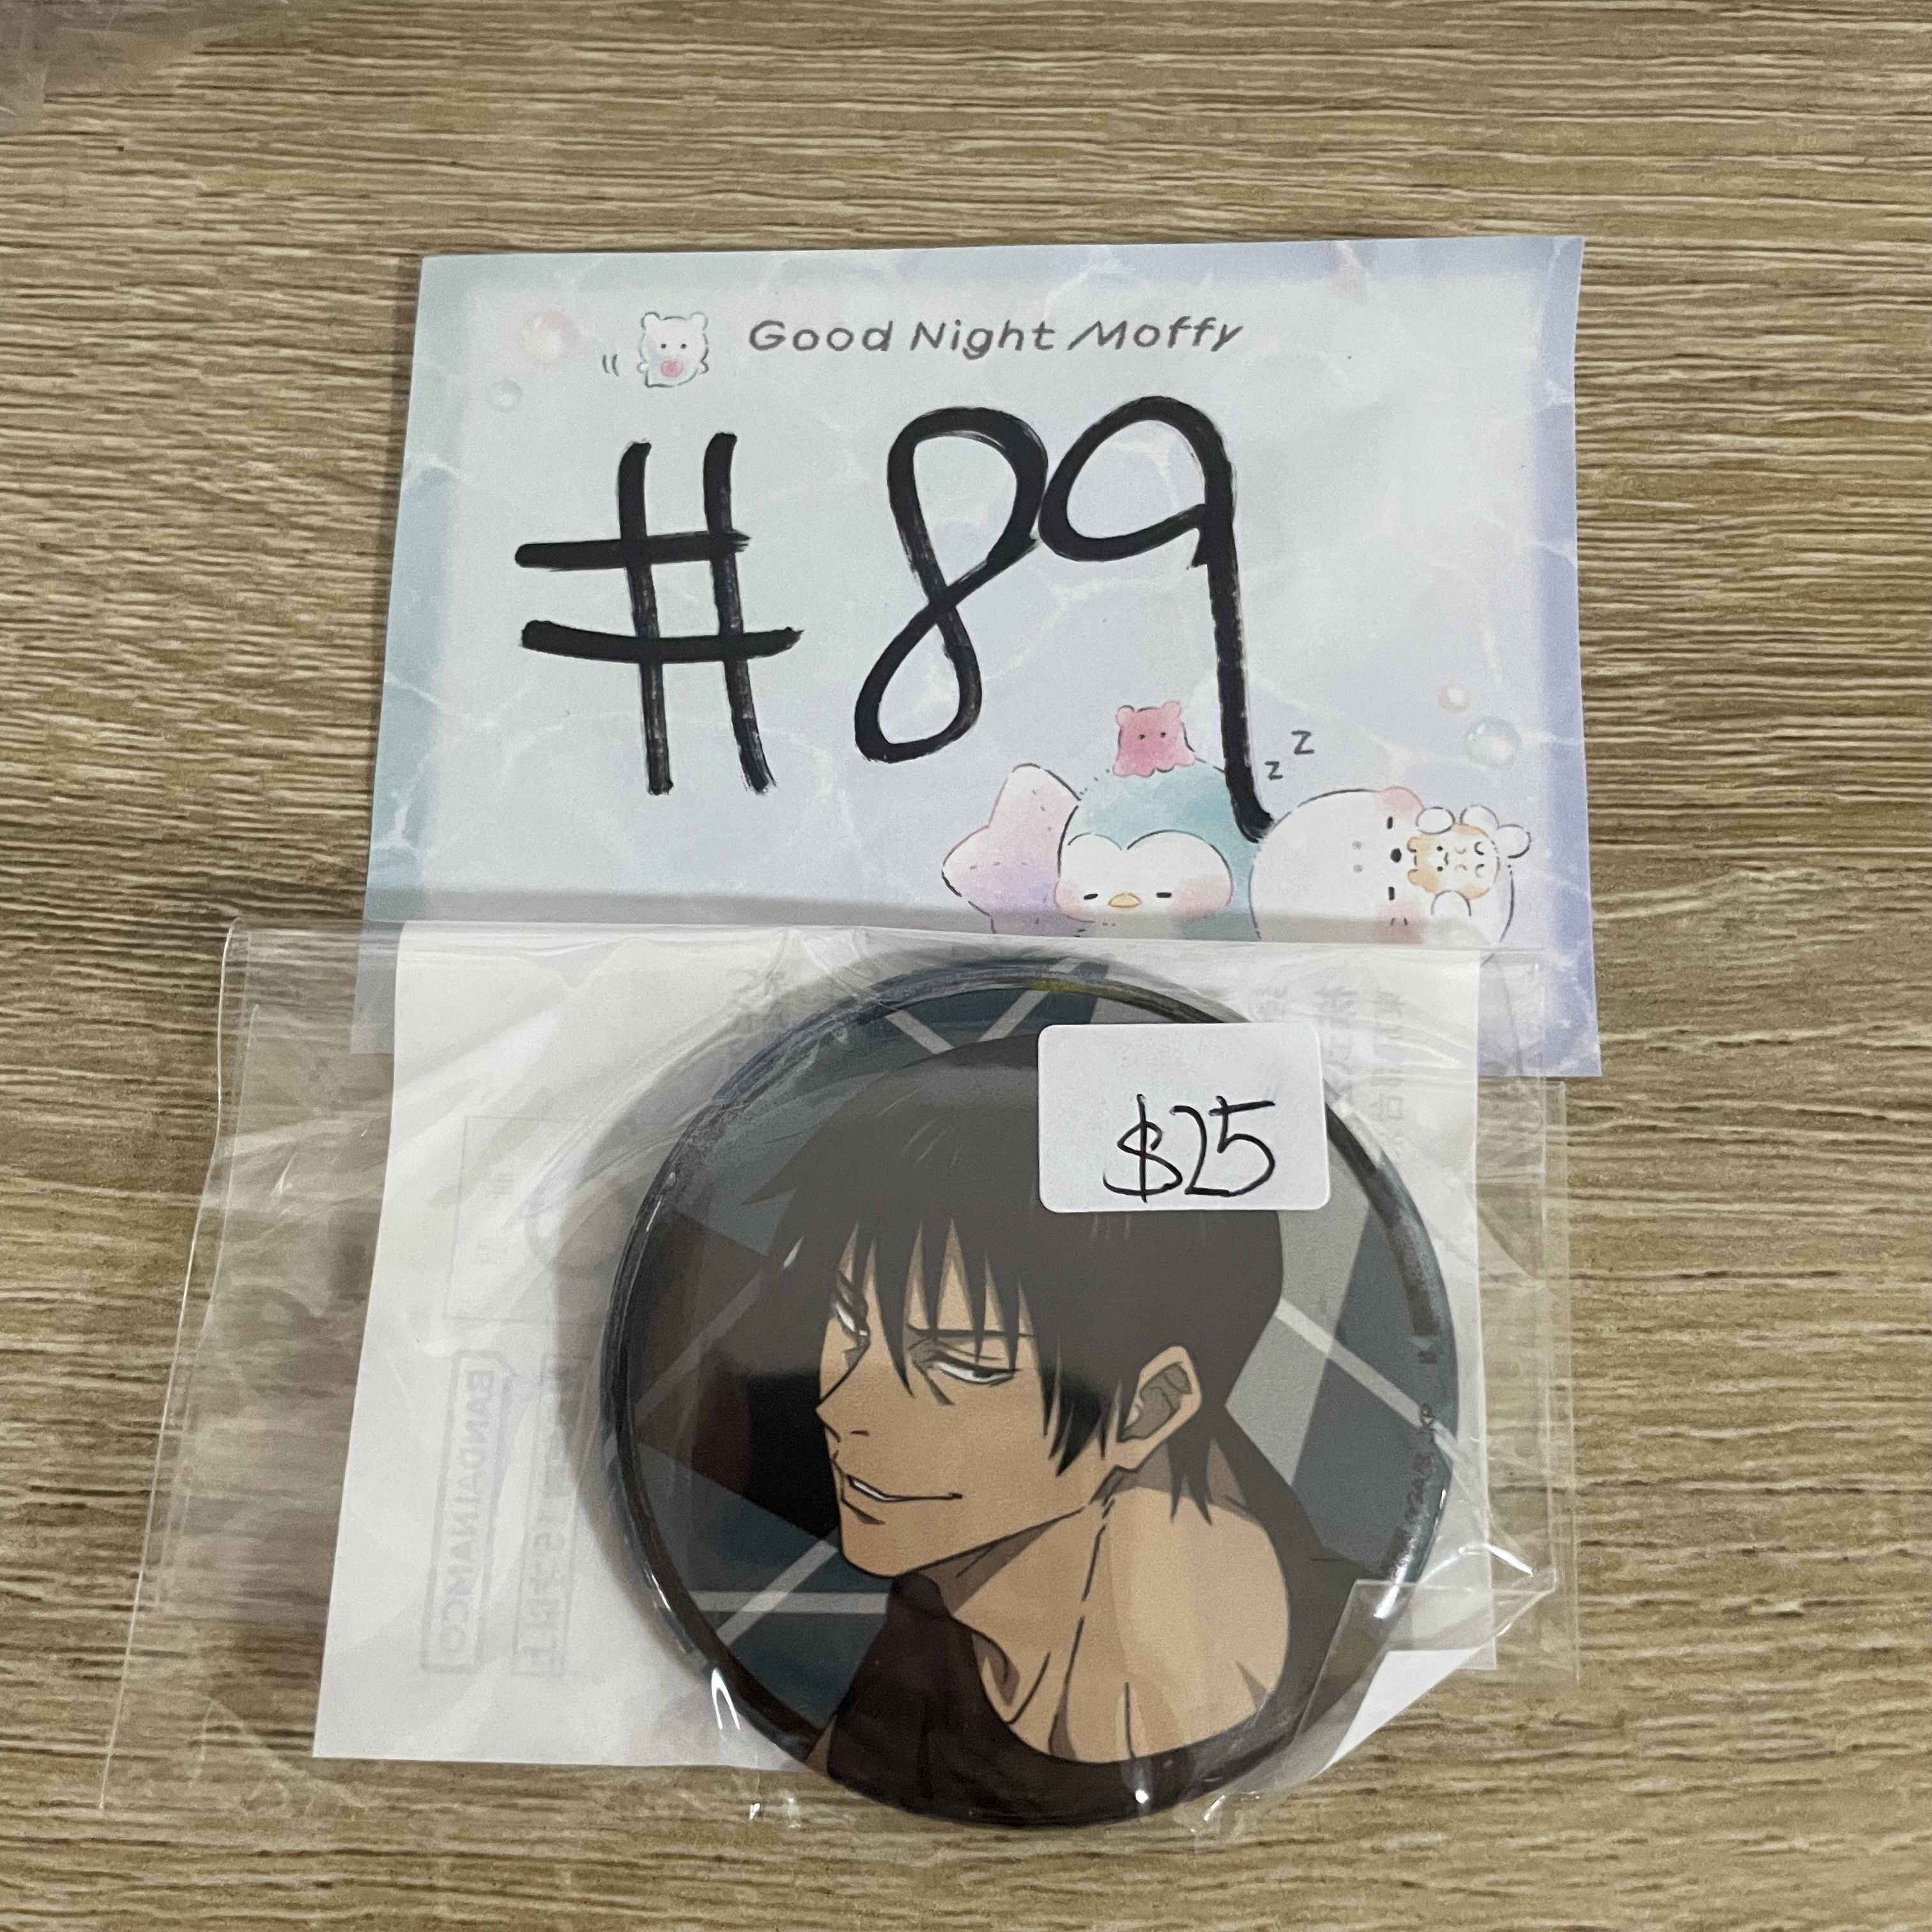 Good Night Moffy
#89
z
z
$25
BANDAI NAMCO